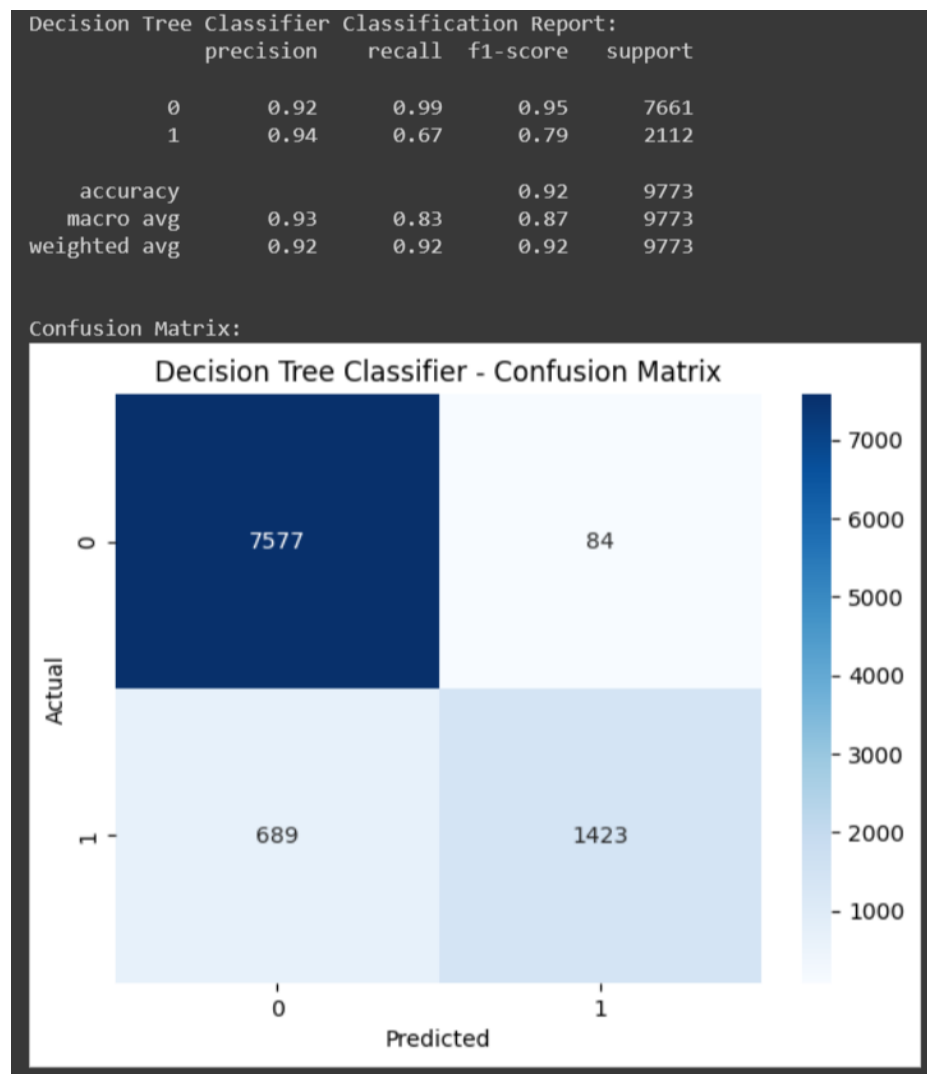 Decision Tree Classifier Classification Report:
precision recall f1-score support
0 0.92 0.99 0.95 7661
1 0.94 0.67 0.79 2112
accuracy 0.92 9773
macro avg 0.93 0.83 0.87 9773
weighted avg 0.92 0.92 0.92 9773
Confusion Matrix:
Decision Tree Classifier - Confusion Matrix
7000
6000
0 7577 84
5000
4000
Actual
3000
1 689 1423
2000
1000
0 1
Predicted